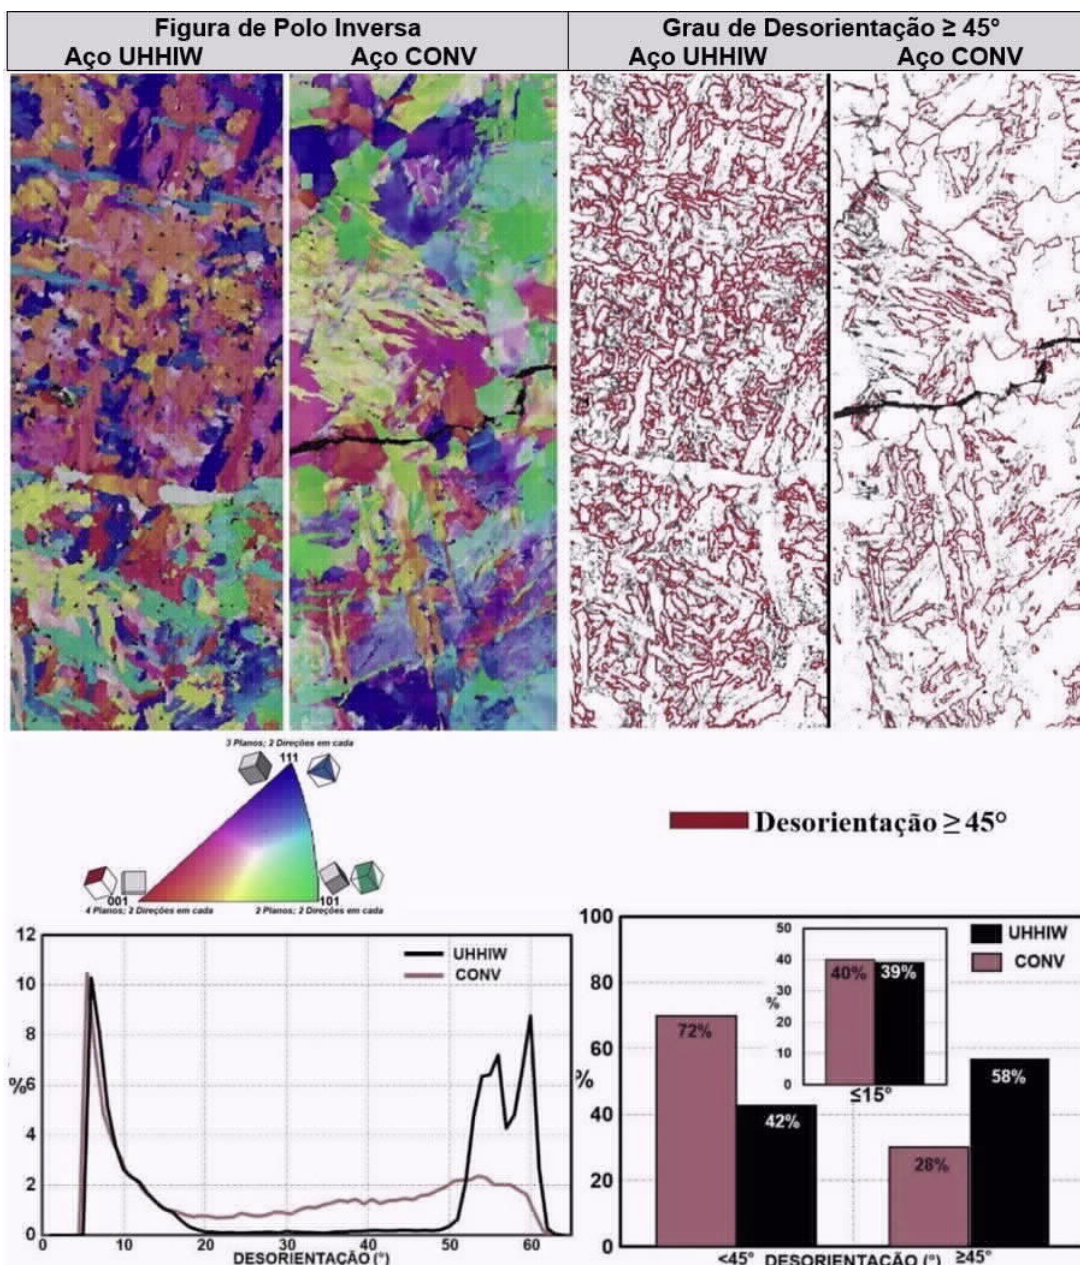 Figura de Polo Inversa
Grau de Desorientação ≥ 45°
Aço UHHIW
Aço CONV
Aço UHHIW
Aço CONV
3 Planos; 2 Direções em cada
111
001
101
4 Planos; 2 Direções em cada
2 Planos; 2 Direções em cada
Desorientação ≥ 45°
12
10
8
%6
4
2
0
0 10 20 30 40 50 60
DESORIENTAÇÃO (°)
UHHIW
CONV
100
80
60
%
40
20
0
72%
42%
28%
58%
<45° DESORIENTAÇÃO (°) ≥45°
50
40
30
%
20
10
0
40%
39%
≤15°
UHHIW
CONV